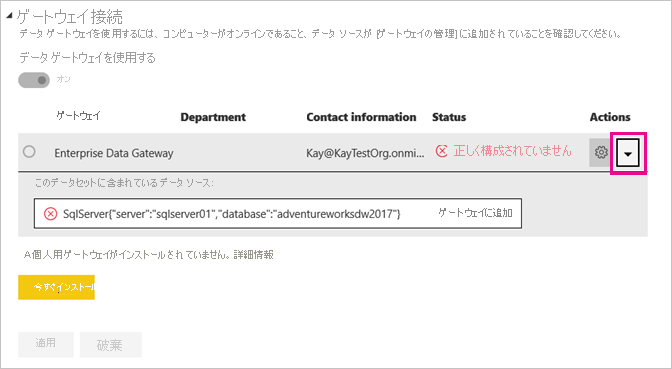 ゲートウェイ接続
データ ゲートウェイを使用するには、コンピューターがオンラインであること、データ ソースが [ゲートウェイの管理] に追加されていることを確認してください。
データ ゲートウェイを使用する
オン
ゲートウェイ Department Contact information Status Actions
Enterprise Data Gateway Kay@KayTestOrg.onmi... 正しく構成されていません
このデータセットに含まれているデータ ソース:
SqlServer{"server":"sqlserver01","database":"adventureworksdw2017"} ゲートウェイに追加
A 個人用ゲートウェイがインストールされていません。詳細情報
今すぐインストール
適用 破棄